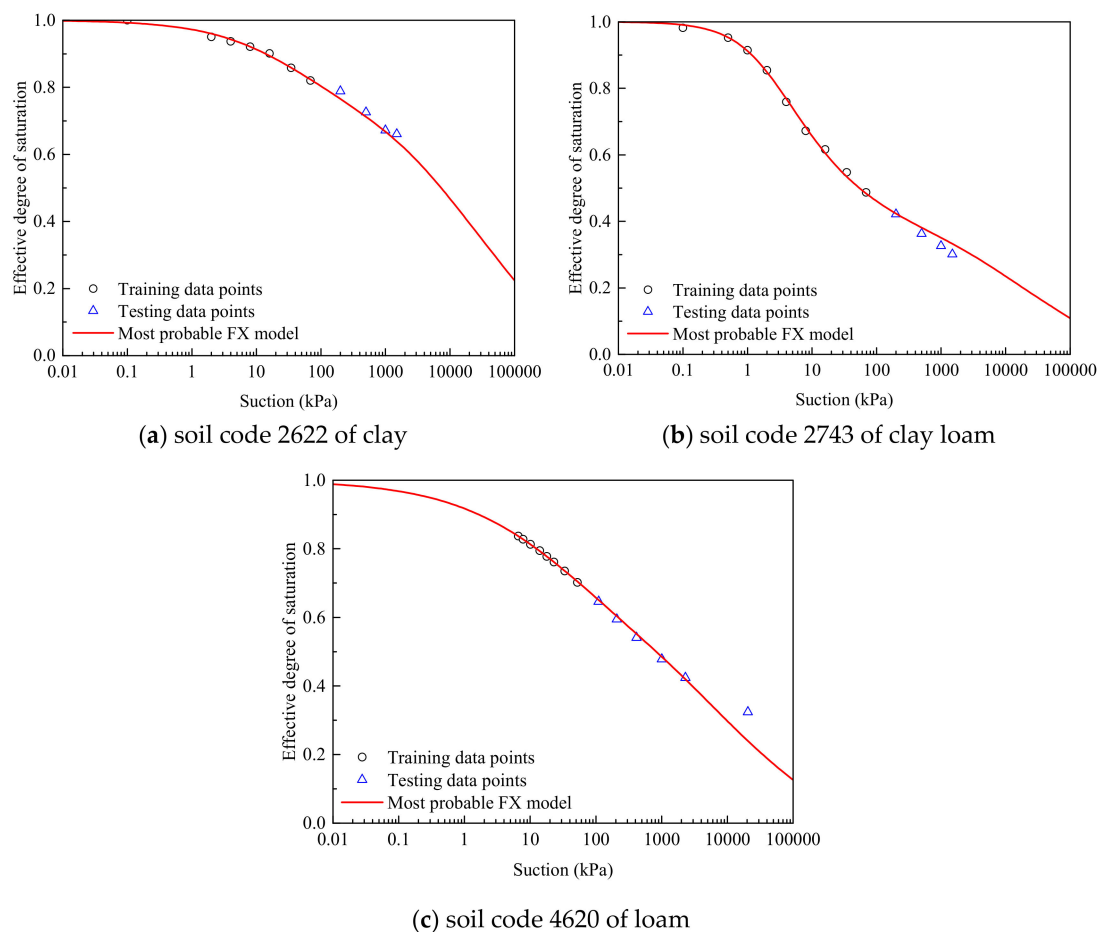 1.0
0.8
0.6
0.4
0.2
0.0
Effective degree of saturation
Training data points
Testing data points
Most probable FX model
0.01 0.1 1 10 100 1000 10000 100000
Suction (kPa)
(a) soil code 2622 of clay
1.0
0.8
0.6
0.4
0.2
0.0
Effective degree of saturation
Training data points
Testing data points
Most probable FX model
0.01 0.1 1 10 100 1000 10000 100000
Suction (kPa)
(b) soil code 2743 of clay loam
1.0
0.8
0.6
0.4
0.2
0.0
Effective degree of saturation
Training data points
Testing data points
Most probable FX model
0.01 0.1 1 10 100 1000 10000 100000
Suction (kPa)
(c) soil code 4620 of loam